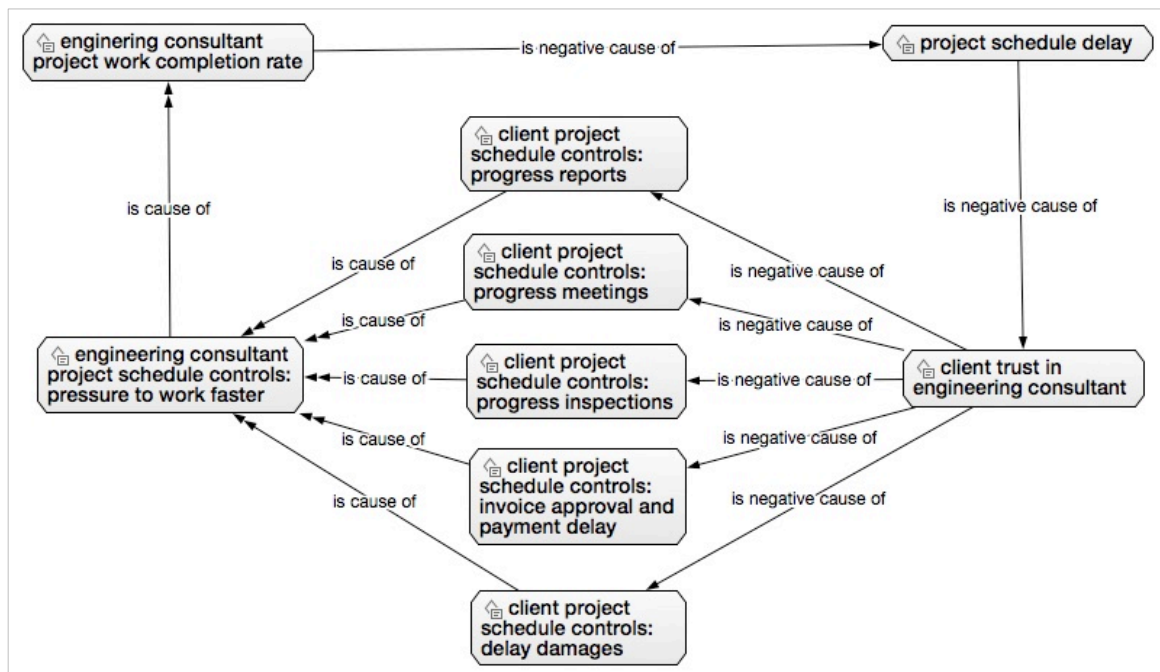 enginering consultant
project work completion rate
is negative cause of
project schedule delay
client project
schedule controls:
progress reports
is cause of
is negative cause of
client project
schedule controls:
progress meetings
is cause of
is negative cause of
is cause of
is negative cause of
engineering consultant
project schedule controls:
pressure to work faster
is cause of
client project
schedule controls:
progress inspections
is negative cause of
client trust in
engineering consultant
is cause of
is negative cause of
client project
schedule controls:
invoice approval and
payment delay
is cause of
is negative cause of
client project
schedule controls:
delay damages